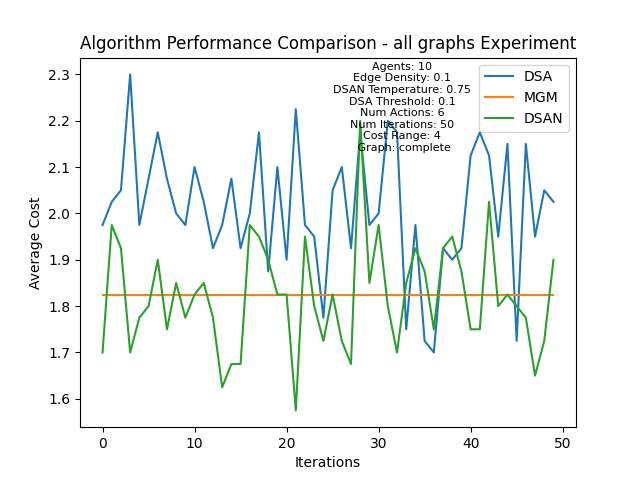 Algorithm Performance Comparison - all graphs Experiment
Agents: 10
Edge Density: 0.1
DSAN Temperature: 0.75
DSA Threshold: 0.1
Num Actions: 6
Num Iterations: 50
Cost Range: 4
Graph: complete
DSA
MGM
DSAN
Average Cost
2.3
2.2
2.1
2.0
1.9
1.8
1.7
1.6
0
10
20
30
40
50
Iterations